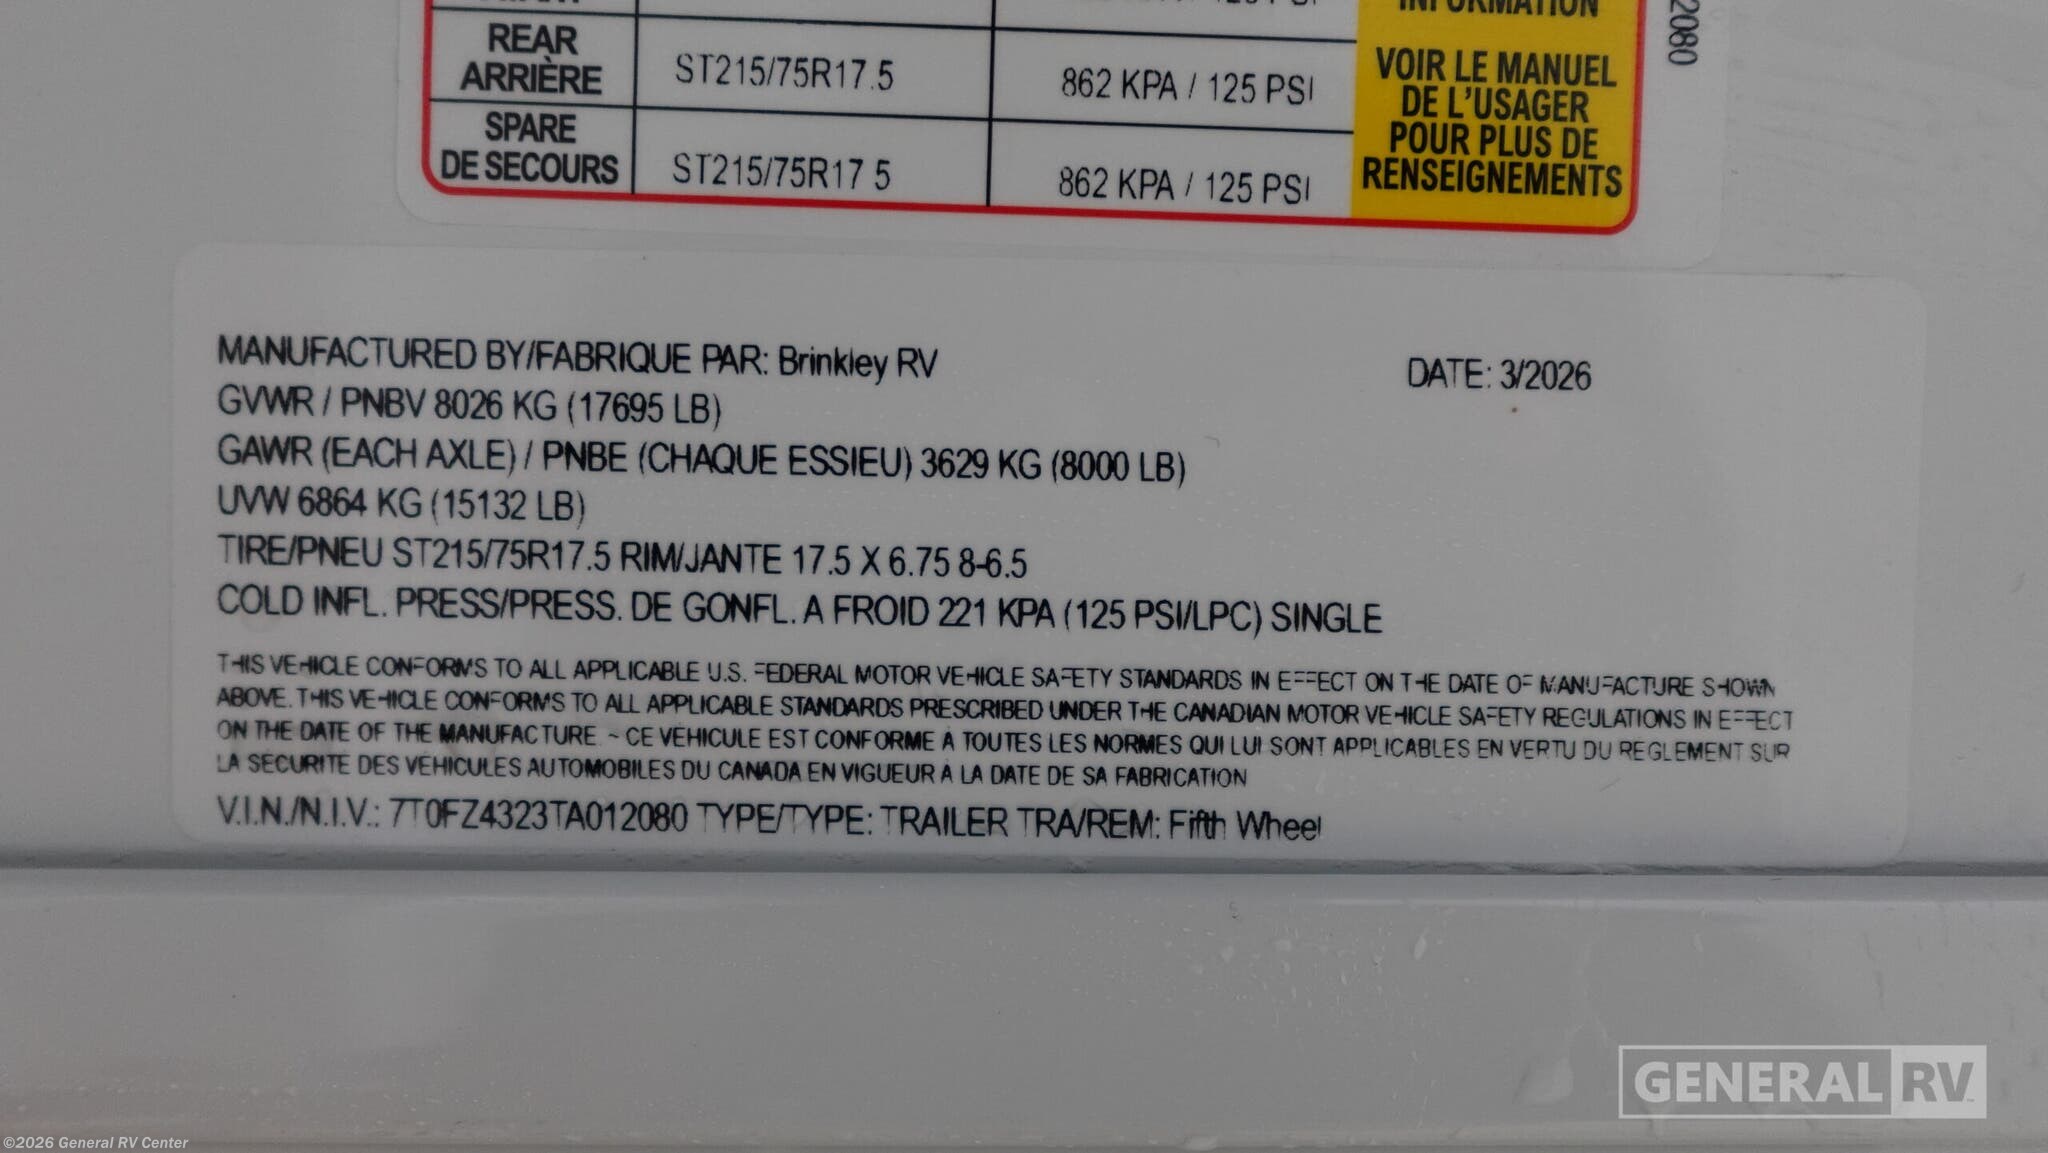 REAR
ARRIÈRE
ST215/75R17.5
862 KPA / 125 PSI
SPARE
DE SECOURS
ST215/75R17 5
862 KPA / 125 PSI
INFORMATION
VOIR LE MANUEL
DE L'USAGER
POUR PLUS DE
RENSEIGNEMENTS
2080
MANUFACTURED BY/FABRIQUE PAR: Brinkley RV
DATE: 3/2026
GVWR / PNBV 8026 KG (17695 LB)
GAWR (EACH AXLE) / PNBE (CHAQUE ESSIEU) 3629 KG (8000 LB)
UVW 6864 KG (15132 LB)
TIRE/PNEU ST215/75R17.5 RIM/JANTE 17.5 X 6.75 8-6.5
COLD INFL. PRESS/PRESS. DE GONFL. A FROID 221 KPA (125 PSI/LPC) SINGLE
THIS VEHICLE CONFORMS TO ALL APPLICABLE U.S. FEDERAL MOTOR VEHICLE SAFETY STANDARDS IN EFFECT ON THE DATE OF MANUFACTURE SHOWN
ABOVE. THIS VEHICLE CONFORMS TO ALL APPLICABLE STANDARDS PRESCRIBED UNDER THE CANADIAN MOTOR VEHICLE SAFETY REGULATIONS IN EFFECT
ON THE DATE OF THE MANUFACTURE ~ CE VEHICULE EST CONFORME A TOUTES LES NORMES QUI LUI SONT APPLICABLES EN VERTU DU REGLEMENT SUR
LA SECURITE DES VEHICULES AUTOMOBILES DU CANADA EN VIGUEUR A LA DATE DE SA FABRICATION
V.I.N./N.I.V.: 7T0FZ4323TA012080 TYPE/TYPE: TRAILER TRA/REM: Fifth Wheel
GENERAL RV
©2026 General RV Center